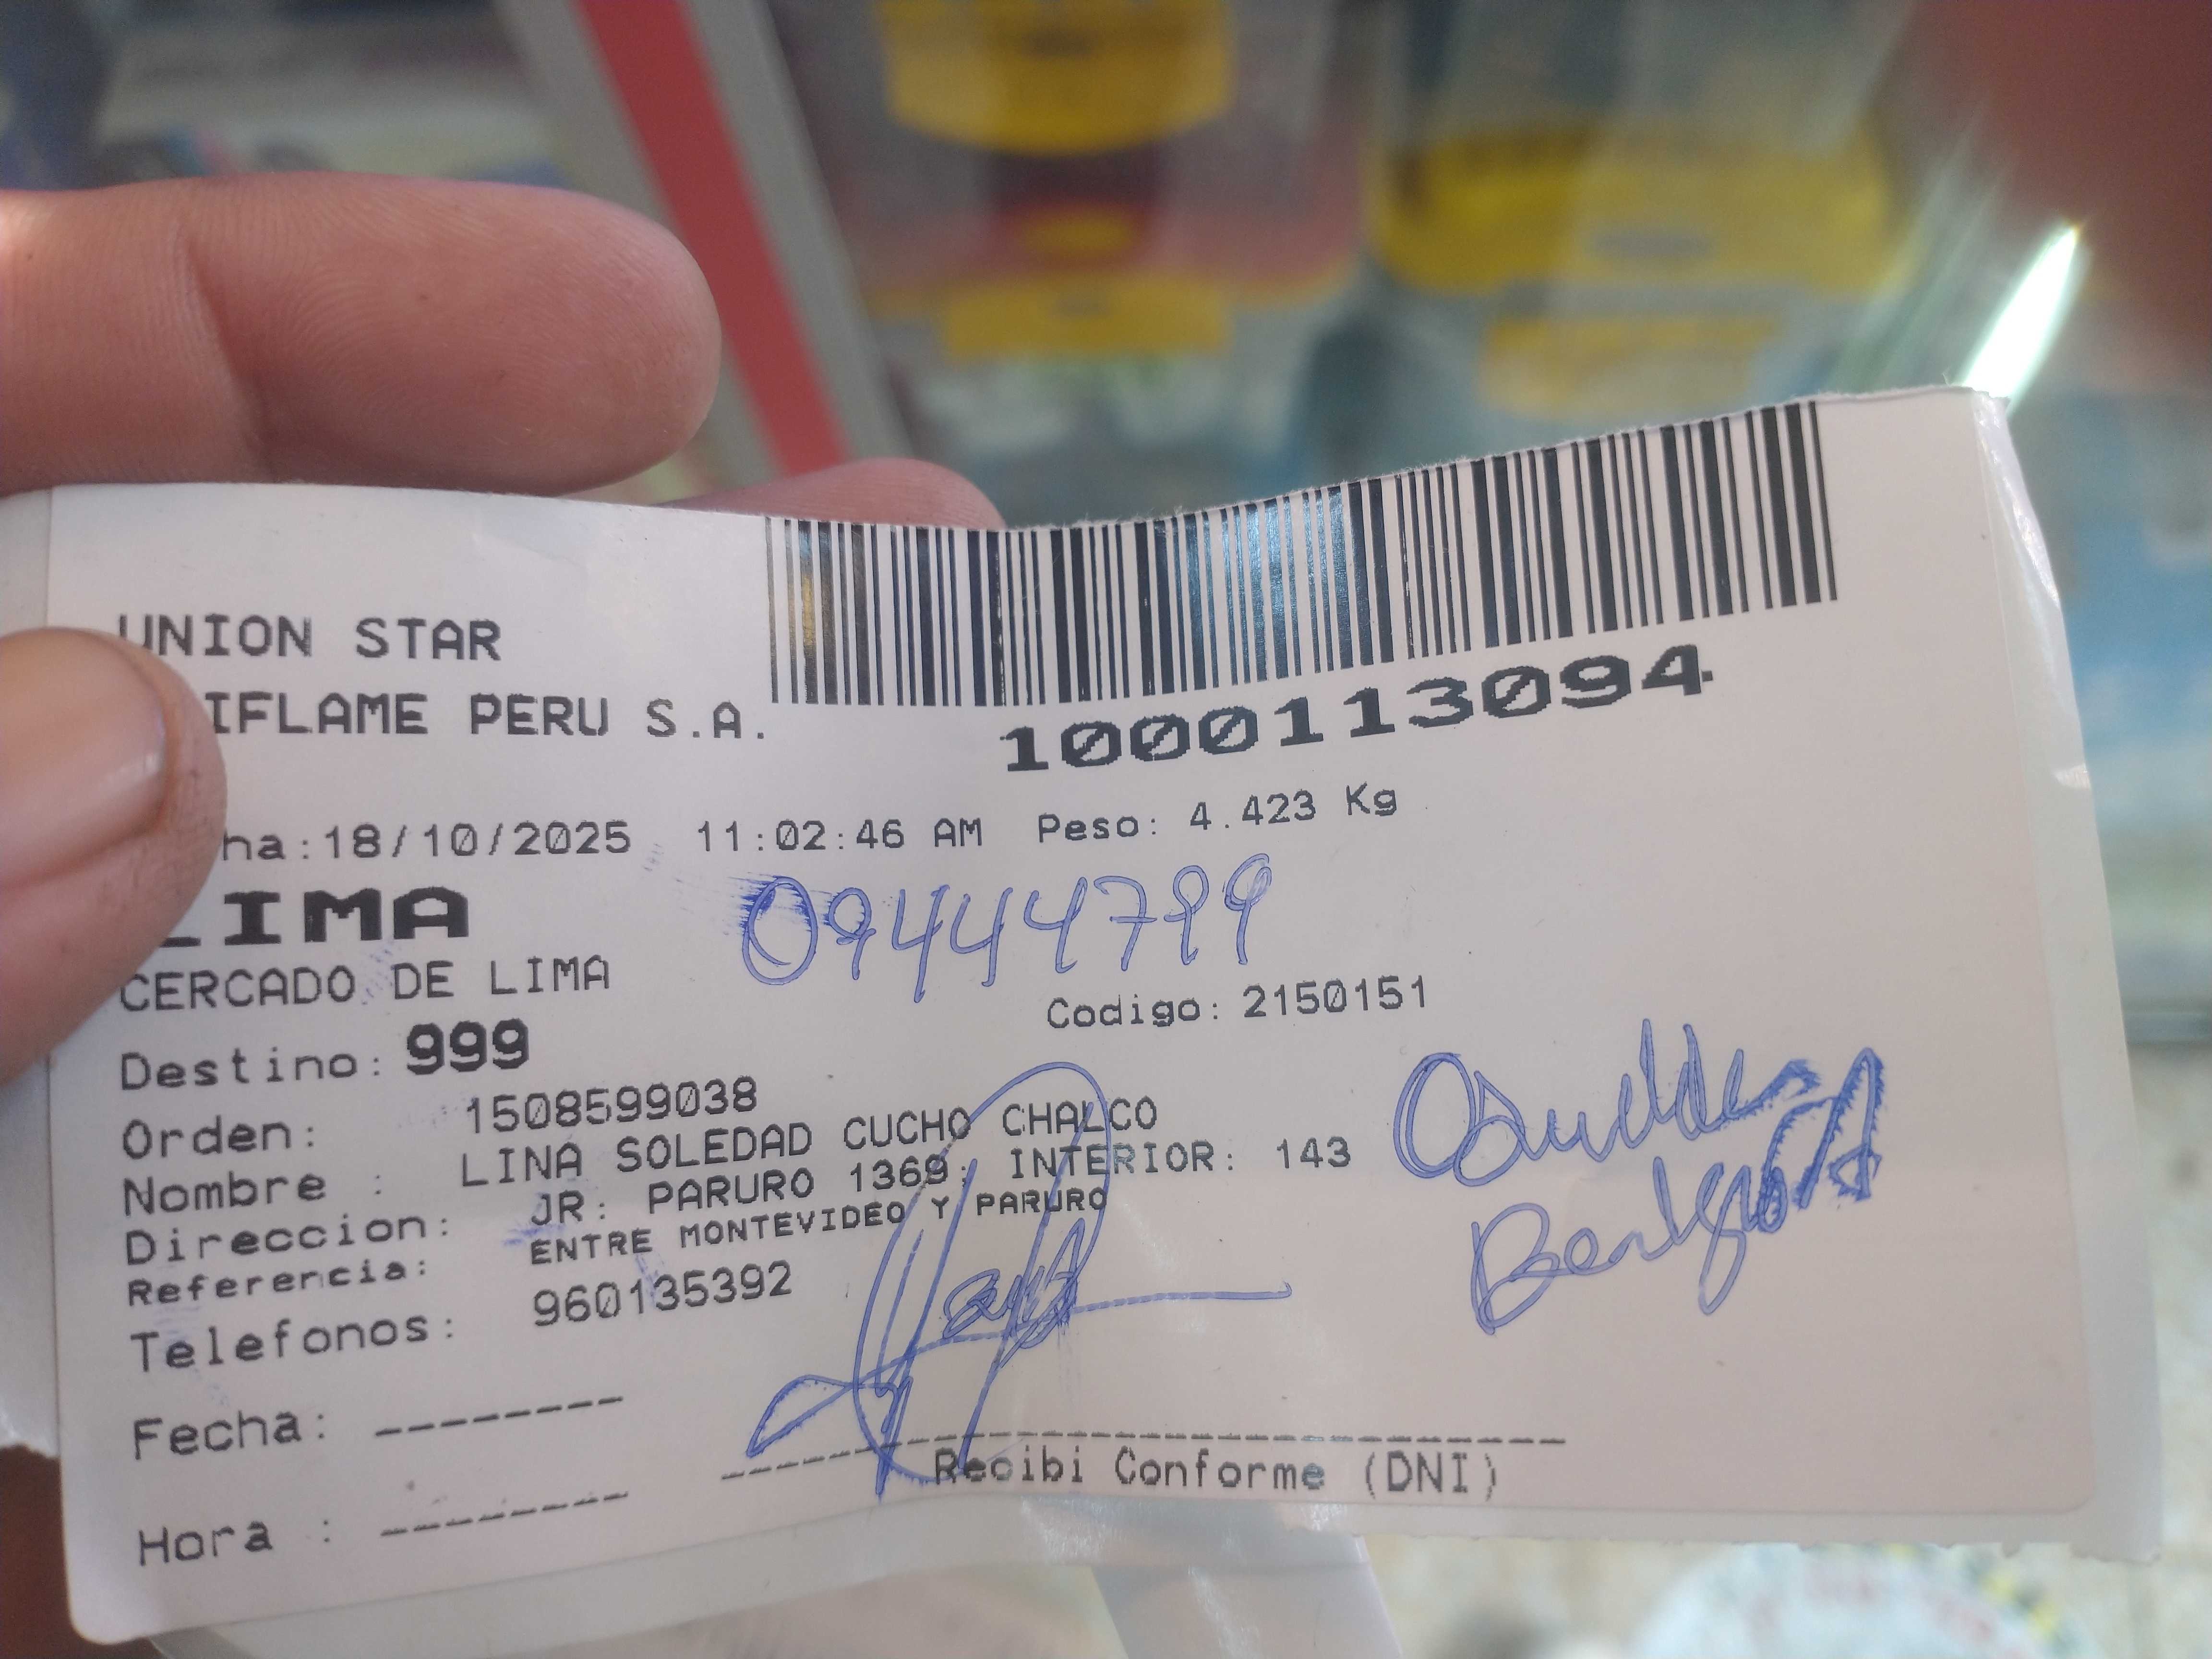 UNION STAR
IFLAME PERU S.A.
1000113094
ha:18/10/2025 11:02:46 AM Peso: 4.423 Kg
LIMA
09444799
CERCADO DE LIMA
Codigo: 2150151
Destino: 999
Orden: 1508599038
Nombre : LINA SOLEDAD CUCHO CHALCO
Direccion: JR: PARURO 1369; INTERIOR: 143
Referencia: ENTRE MONTEVIDEO Y PARURO
Telefonos: 960135392
Fecha: --------
Recibi Conforme (DNI)
Hora : --------